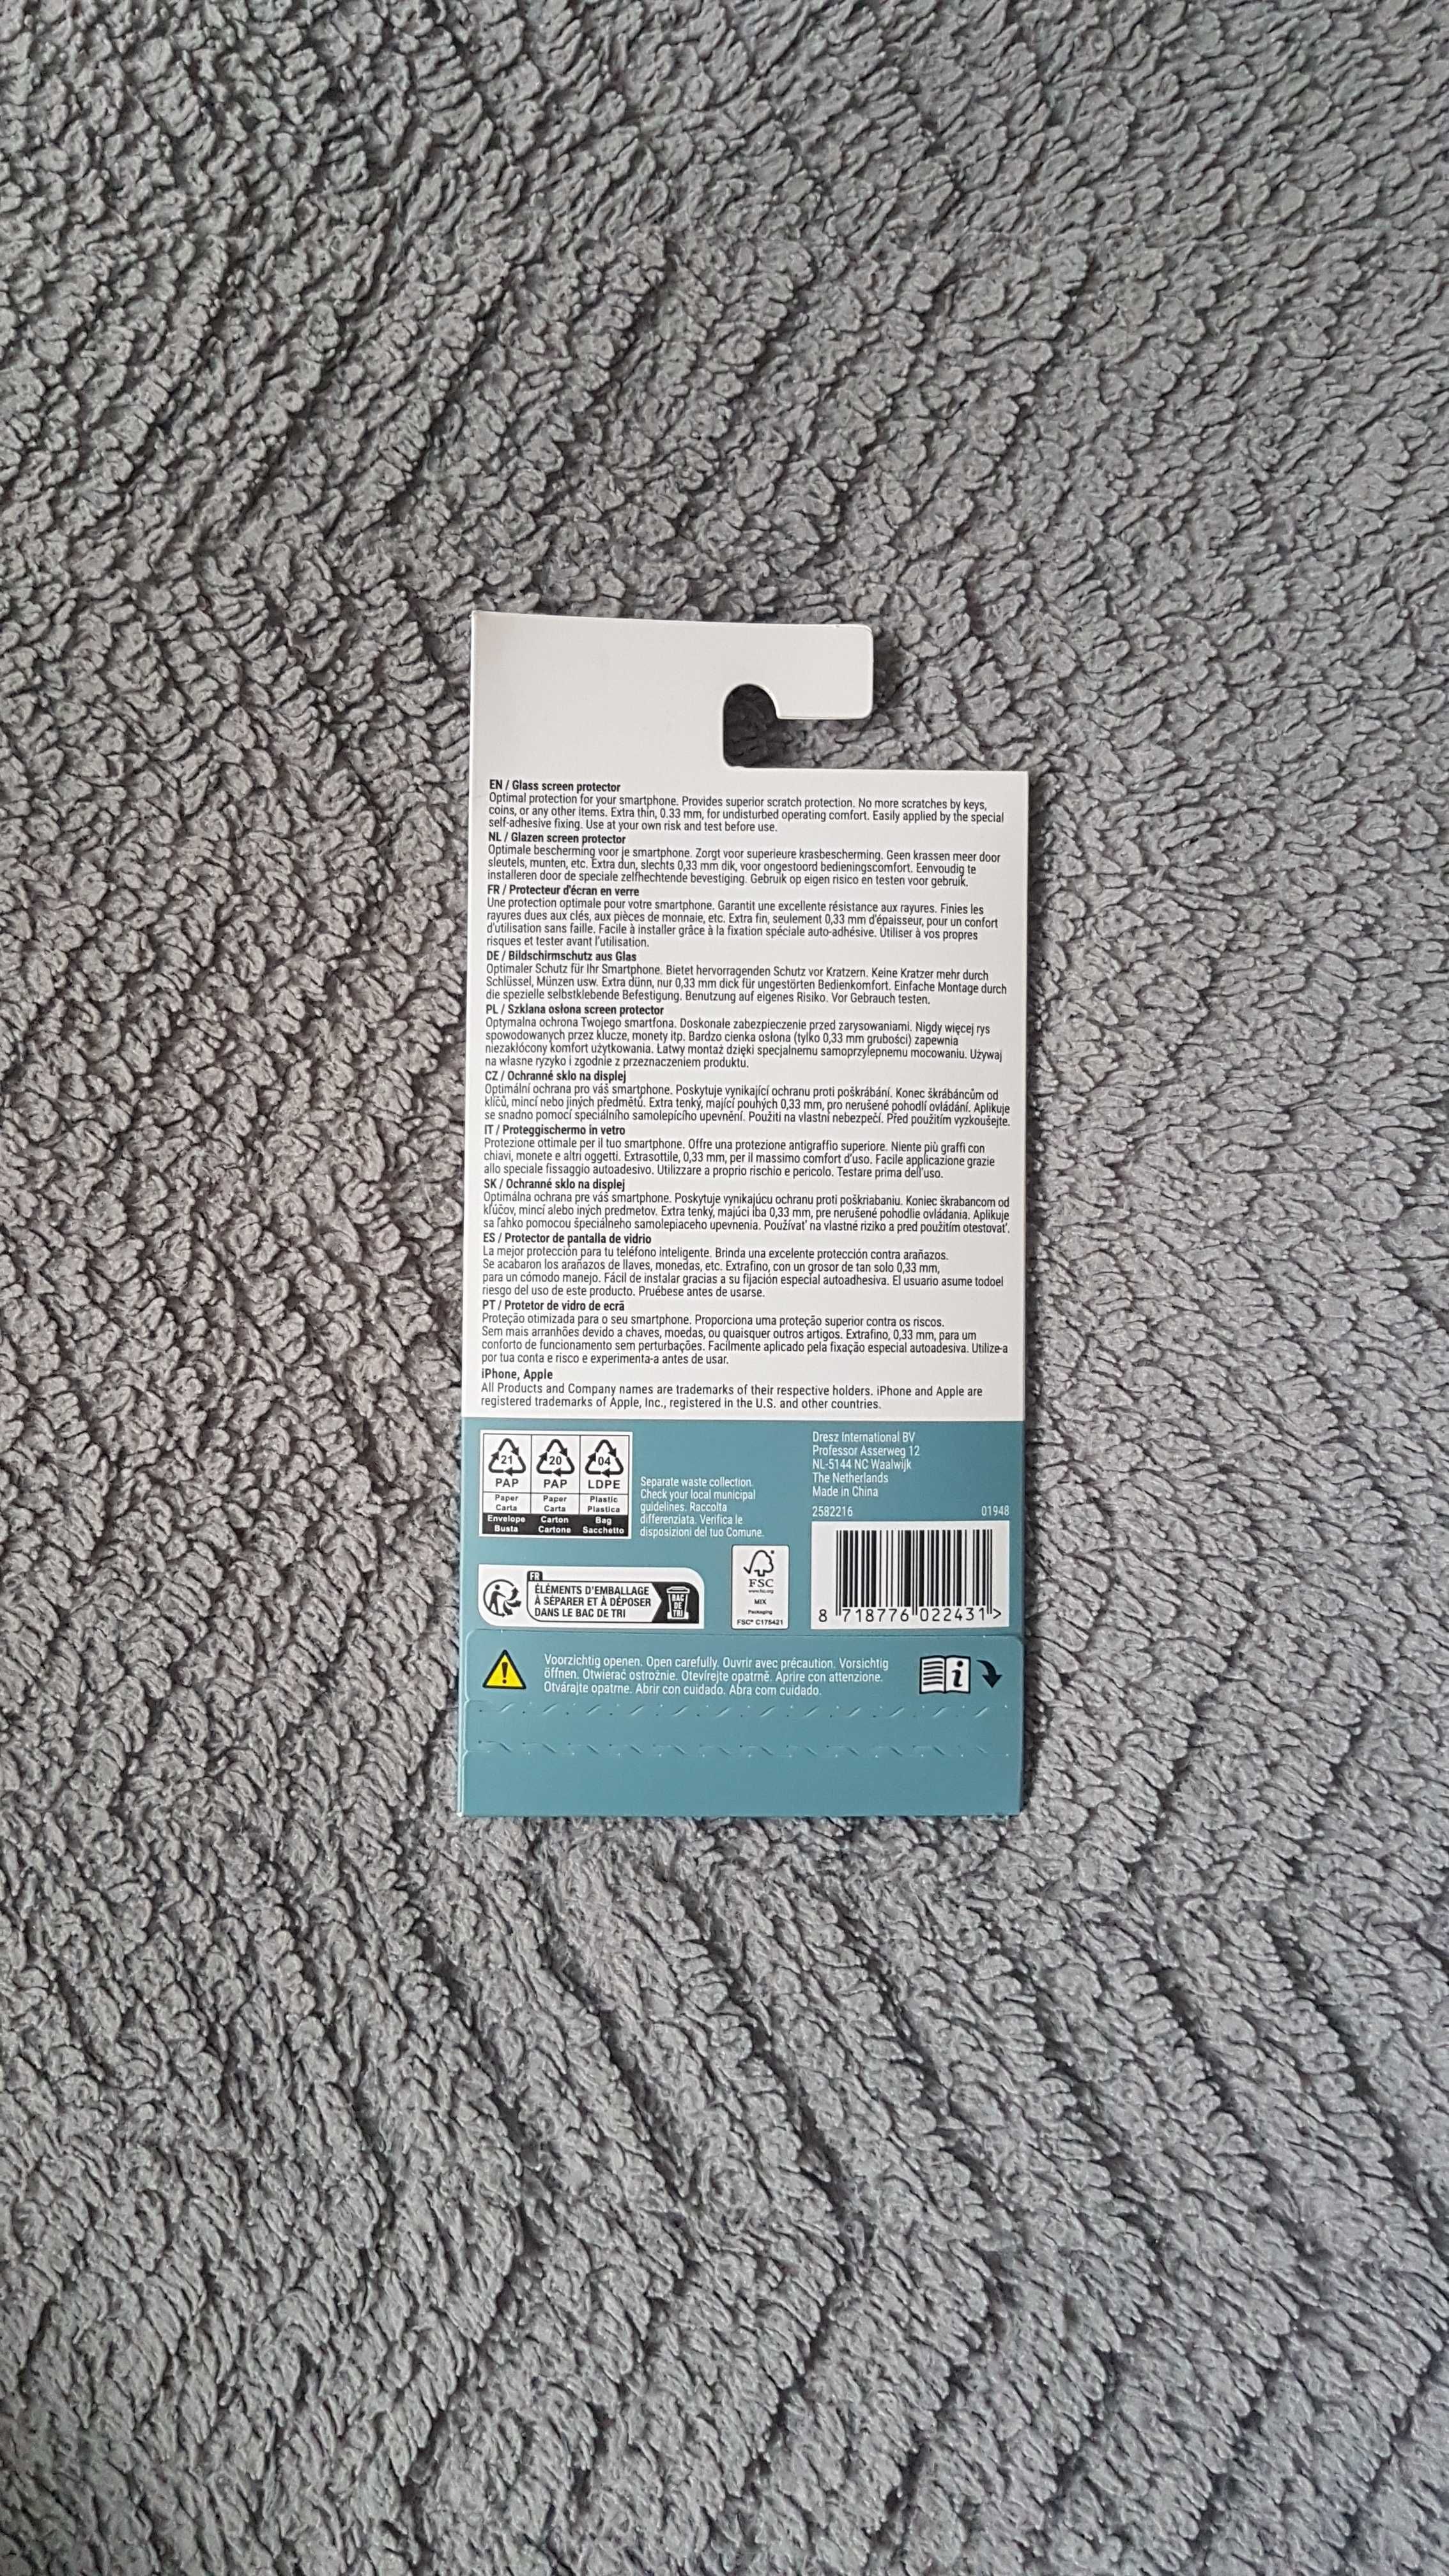 EN / Glass screen protector
Optimal protection for your smartphone. Provides superior scratch protection. No more scratches by keys,
coins, or any other items. Extra thin, 0.33 mm, for undisturbed operating comfort. Easily applied by the special
self-adhesive fixing. Use at your own risk and test before use.
NL / Glazen screen protector
Optimale bescherming voor je smartphone. Zorgt voor superieure krasbescherming. Geen krassen meer door
sleutels, munten, etc. Extra dun, slechts 0,33 mm dik, voor ongestoord bedieningscomfort. Eenvoudig te
installeren door de speciale zelfhechtende bevestiging. Gebruik op eigen risico en testen voor gebruik.
FR / Protecteur d'écran en verre
Une protection optimale pour votre smartphone. Garantit une excellente résistance aux rayures. Finies les
rayures dues aux clés, aux pièces de monnaie, etc. Extra fin, seulement 0,33 mm d'épaisseur, pour un confort
d'utilisation sans faille. Facile à installer grâce à la fixation spéciale auto-adhésive. Utiliser à vos propres
risques et tester avant l'utilisation.
DE / Bildschirmschutz aus Glas
Optimaler Schutz für Ihr Smartphone. Bietet hervorragenden Schutz vor Kratzern. Keine Kratzer mehr durch
Schlüssel, Münzen usw. Extra dünn, nur 0,33 mm dick für ungestörten Bedienkomfort. Einfache Montage durch
die spezielle selbstklebende Befestigung. Benutzung auf eigenes Risiko. Vor Gebrauch testen.
PL / Szklana osłona screen protector
Optymalna ochrona Twojego smartfona. Doskonale zabezpieczenie przed zarysowaniami. Nigdy więcej rys
spowodowanych przez klucze, monety itp. Bardzo cienka osłona (tylko 0,33 mm grubości) zapewnia
niezakłócony komfort użytkowania. Łatwy montaż dzięki specjalnemu samoprzylepnemu mocowaniu. Używaj
na własne ryzyko i zgodnie z przeznaczeniem produktu.
CZ / Ochranné sklo na displej
Optimální ochrana pro váš smartphone. Poskytuje vynikající ochranu proti poškrábání. Konec škrábáncům od
klíčů, mincí nebo jiných předmětů. Extra tenký, mající pouhých 0,33 mm, pro nerušené pohodlí ovládání. Aplikuje
se snadno pomocí speciálního samolepícího upevnění. Použití na vlastní nebezpečí. Před použitím vyzkoušejte.
IT / Proteggischermo in vetro
Protezione ottimale per il tuo smartphone. Offre una protezione antigraffio superiore. Niente più graffi con
chiavi, monete e altri oggetti. Extrasottile, 0,33 mm, per il massimo comfort d'uso. Facile applicazione grazie
allo speciale fissaggio autoadesivo. Utilizzare a proprio rischio e pericolo. Testare prima dell'uso.
SK / Ochranné sklo na displej
Optimálna ochrana pre váš smartphone. Poskytuje vynikajúcu ochranu proti poškriabaniu. Koniec škrabancom od
kľúčov, mincí alebo iných predmetov. Extra tenký, majúci iba 0,33 mm, pre nerušené pohodlie ovládania. Aplikuje
sa ľahko pomocou špeciálneho samolepiaceho upevnenia. Používať na vlastné riziko a pred použitím otestovať.
ES / Protector de pantalla de vidrio
La mejor protección para tu teléfono inteligente. Brinda una excelente protección contra arañazos.
Se acabaron los arañazos de llaves, monedas, etc. Extrafino, con un grosor de tan solo 0,33 mm,
para un cómodo manejo. Fácil de instalar gracias a su fijación especial autoadhesiva. El usuario asume todoel
riesgo del uso de este producto. Pruébese antes de usarse.
PT / Protetor de vidro de ecrã
Proteção otimizada para o seu smartphone. Proporciona uma proteção superior contra os riscos.
Sem mais arranhões devido a chaves, moedas, ou quaisquer outros artigos. Extrafino, 0,33 mm, para um
conforto de funcionamento sem perturbações. Facilmente aplicado pela fixação especial autoadesiva. Utilize-a
por tua conta e risco e experimenta-a antes de usar.
iPhone, Apple
All Products and Company names are trademarks of their respective holders. iPhone and Apple are
registered trademarks of Apple, Inc., registered in the U.S. and other countries.
21 20 04
PAP PAP LDPE
Paper Paper Plastic
Carta Carta Plastica
Envelope Carton Bag
Busta Cartone Sacchetto
Separate waste collection.
Check your local municipal
guidelines. Raccolta
differenziata. Verifica le
disposizioni del tuo Comune.
Dresz International BV
Professor Asserweg 12
NL-5144 NC Waalwijk
The Netherlands
Made in China
2582216 01948
FR
ÉLÉMENTS D'EMBALLAGE
À SÉPARER ET À DÉPOSER
DANS LE BAC DE TRI
BAC
DE
TRI
FSC
www.fsc.org
MIX
Packaging
FSC® C175421
8 718776 022431 >
Voorzichtig openen. Open carefully. Ouvrir avec précaution. Vorsichtig
öffnen. Otwierać ostrożnie. Otevírejte opatrně. Aprire con attenzione.
Otvárajte opatrne. Abrir con cuidado. Abra com cuidado.
i